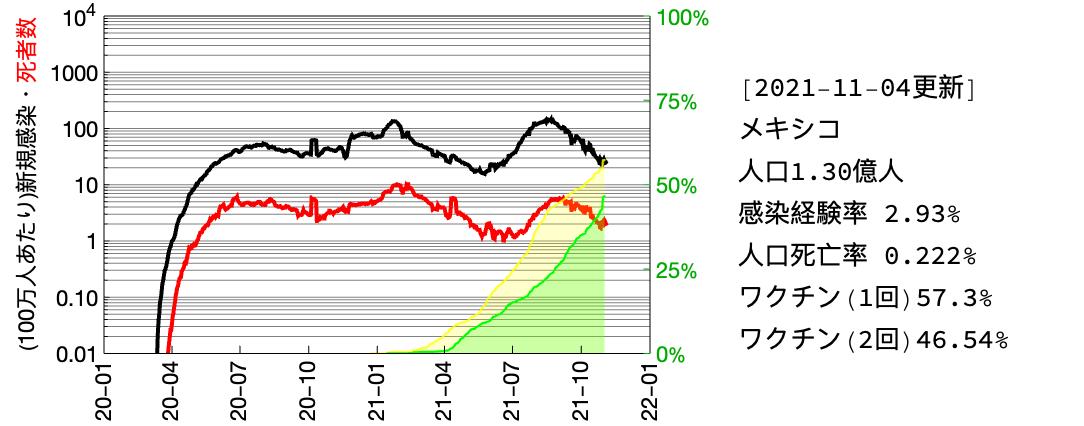 (100万人あたり)新規感染・死者数
10^4
1000
100
10
1
0.10
0.01
100%
75%
50%
25%
0%
20-01
20-04
20-07
20-10
21-01
21-04
21-07
21-10
22-01
[2021-11-04更新]
メキシコ
人口1.30億人
感染経験率 2.93%
人口死亡率 0.222%
ワクチン(1回)57.3%
ワクチン(2回)46.54%